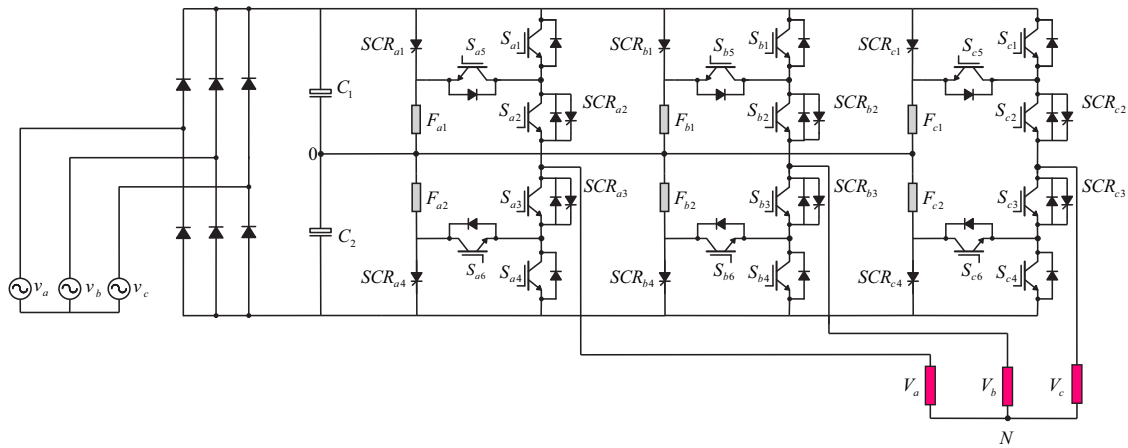 SCRa1
Sa5
Sa1
SCRb1
Sb5
Sb1
SCRc1
Sc5
Sc1
C1
Fa1
Sa2
SCRa2
Fb1
Sb2
SCRb2
Fc1
Sc2
SCRc2
0
Fa2
Sa3
SCRa3
Fb2
Sb3
SCRb3
Fc2
Sc3
SCRc3
C2
SCRa4
Sa6
Sa4
SCRb4
Sb6
Sb4
SCRc4
Sc6
Sc4
va
vb
vc
Va
Vb
Vc
N